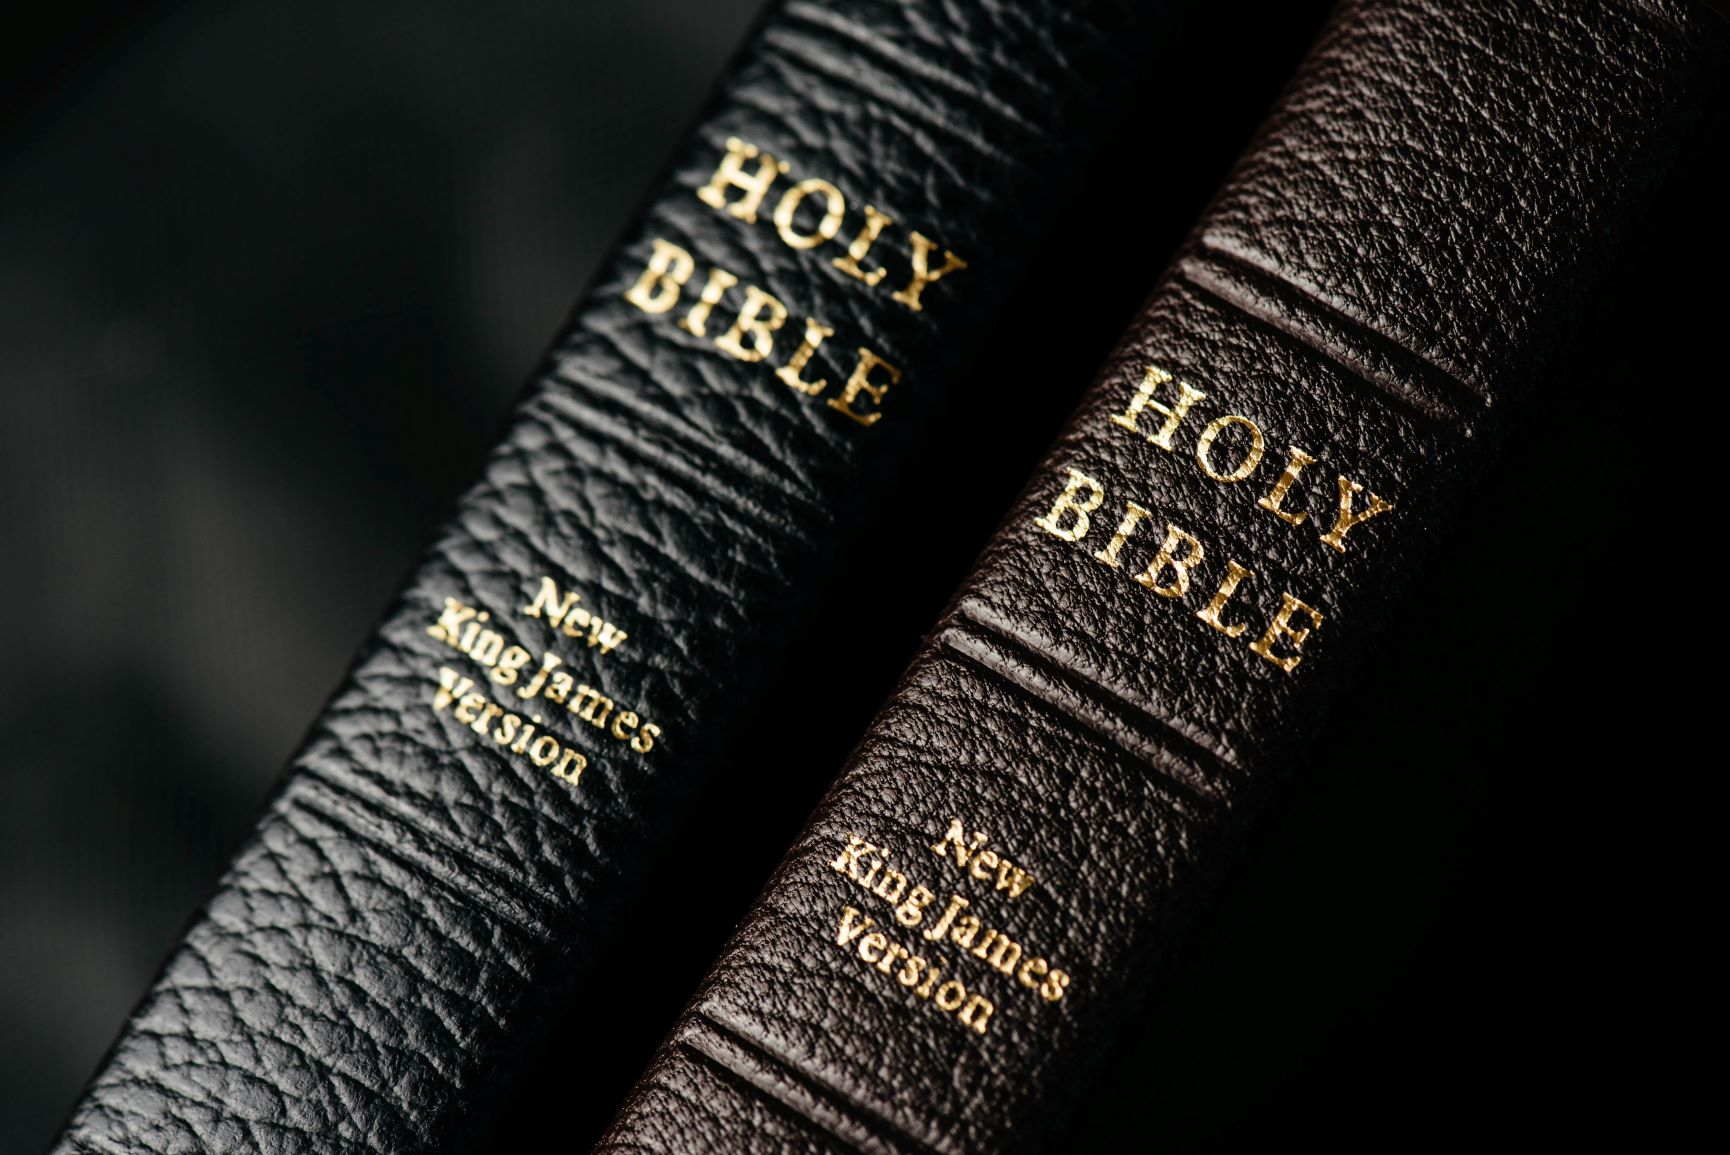 HOLY
BIBLE
New
King James
Version
HOLY
BIBLE
New
King James
Version